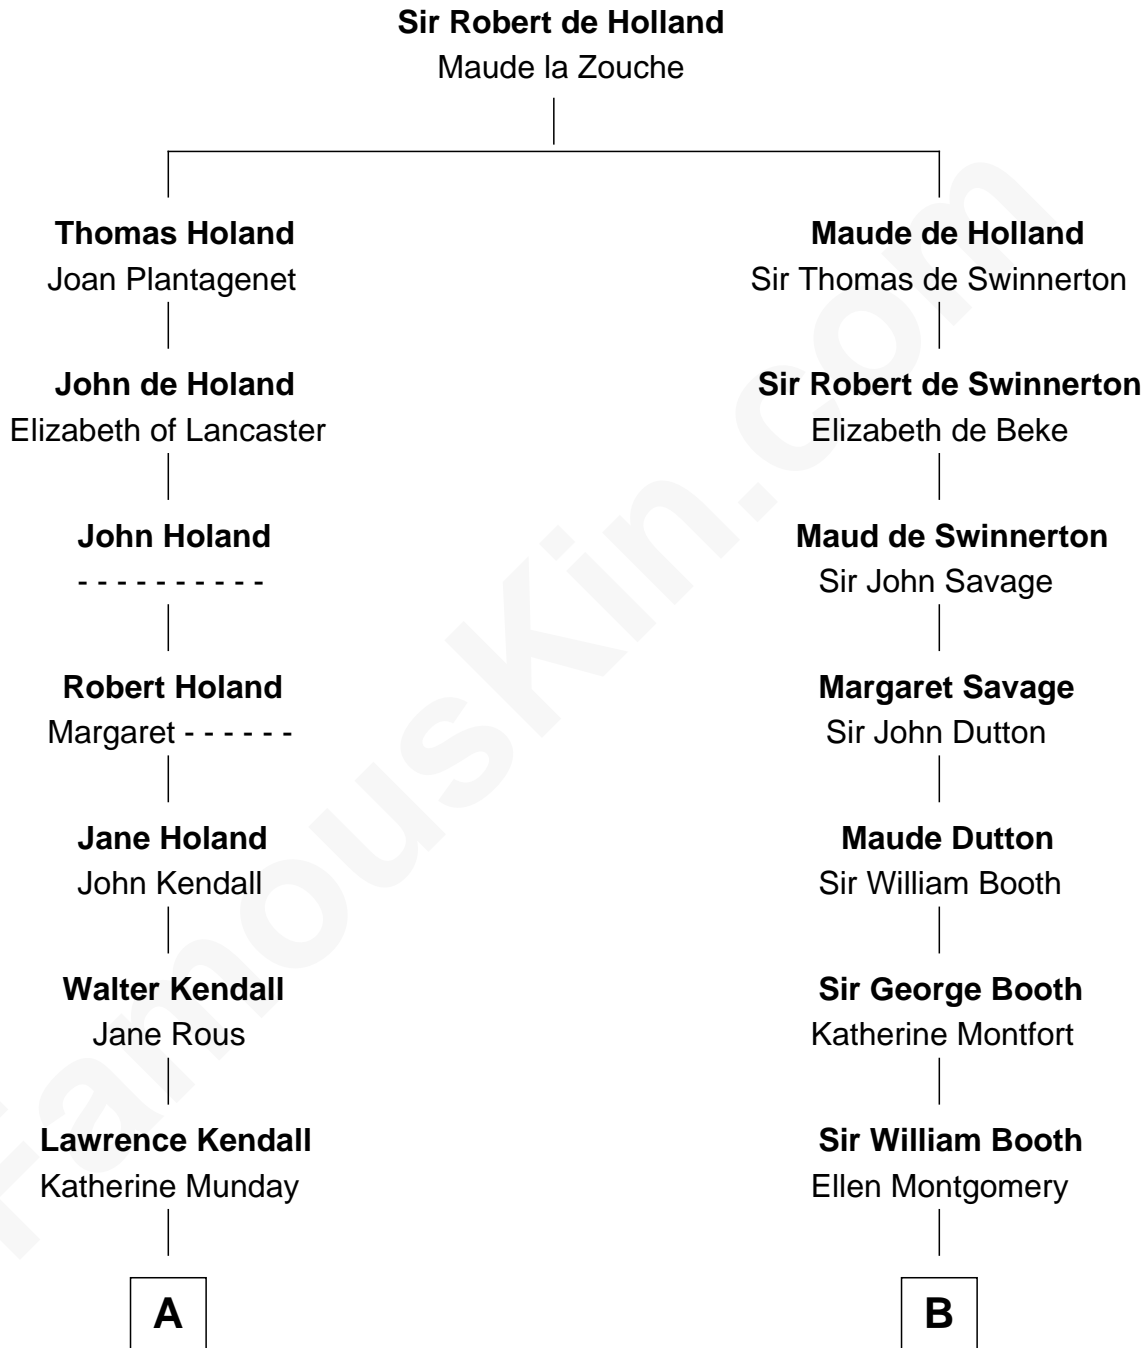 Sir Robert de Holland
Maude la Zouche
Thomas Holand
Joan Plantagenet
Maude de Holland
Sir Thomas de Swinnerton
John de Holand
Elizabeth of Lancaster
Sir Robert de Swinnerton
Elizabeth de Beke
John Holand
- - - - - - - - - -
Maud de Swinnerton
Sir John Savage
Robert Holand
Margaret - - - - - -
Margaret Savage
Sir John Dutton
Jane Holand
John Kendall
Maude Dutton
Sir William Booth
Walter Kendall
Jane Rous
Sir George Booth
Katherine Montfort
Lawrence Kendall
Katherine Munday
Sir William Booth
Ellen Montgomery
A
B
FamousKin.com